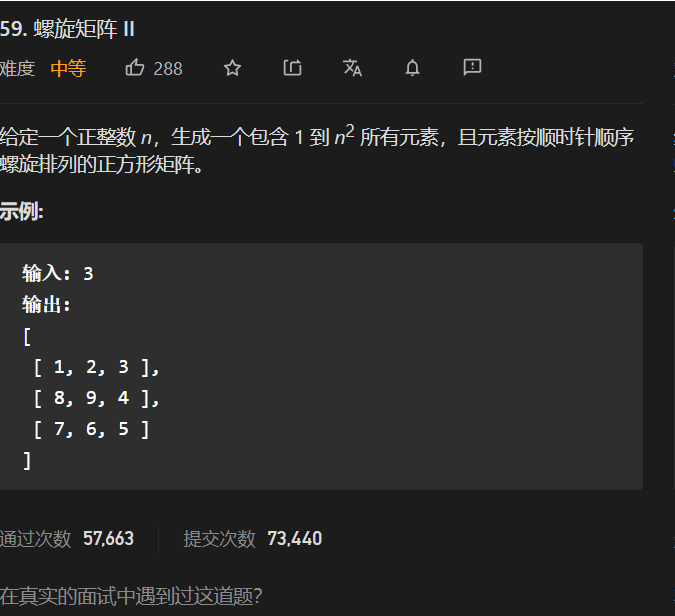 59. 螺旋矩阵 II
难度 中等 288
给定一个正整数 n，生成一个包含 1 到 n² 所有元素，且元素按顺时针顺序
螺旋排列的正方形矩阵。
示例:
输入: 3
输出:
[
[ 1, 2, 3 ],
[ 8, 9, 4 ],
[ 7, 6, 5 ]
]
通过次数 57,663 提交次数 73,440
在真实的面试中遇到过这道题?